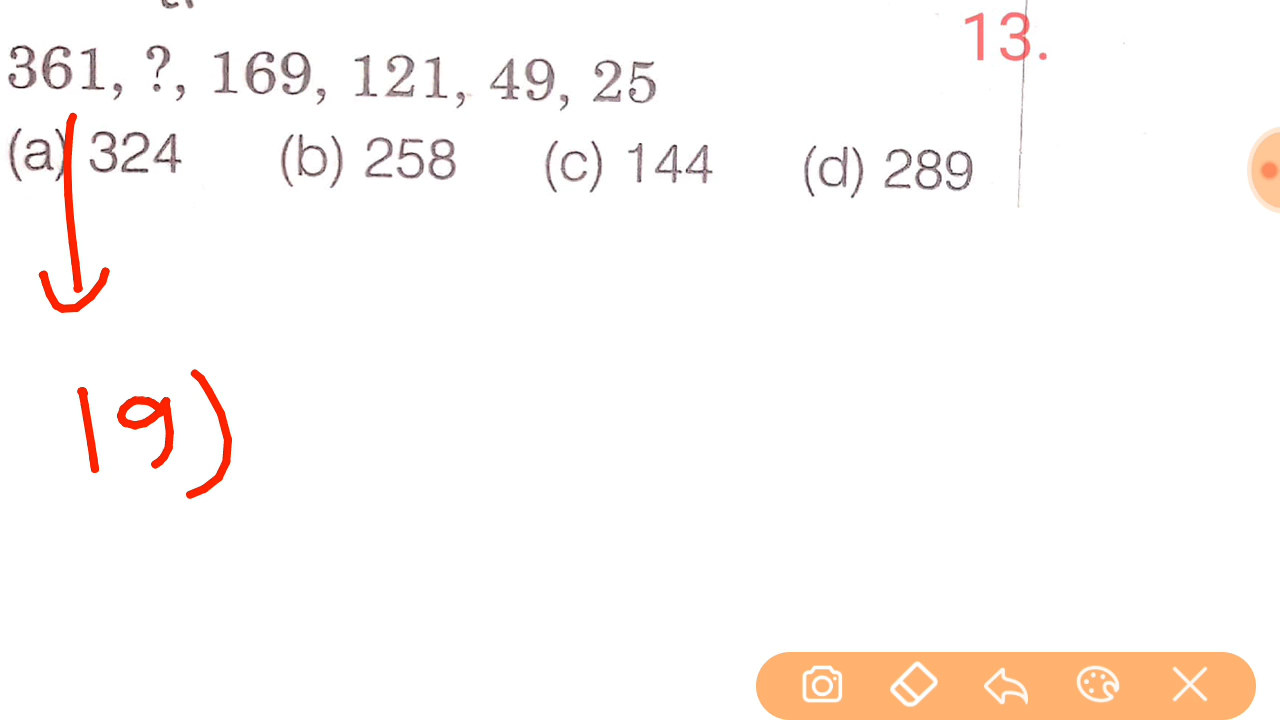 13.
361, ?, 169, 121, 49, 25
(a) 324 (b) 258 (c) 144 (d) 289
19)